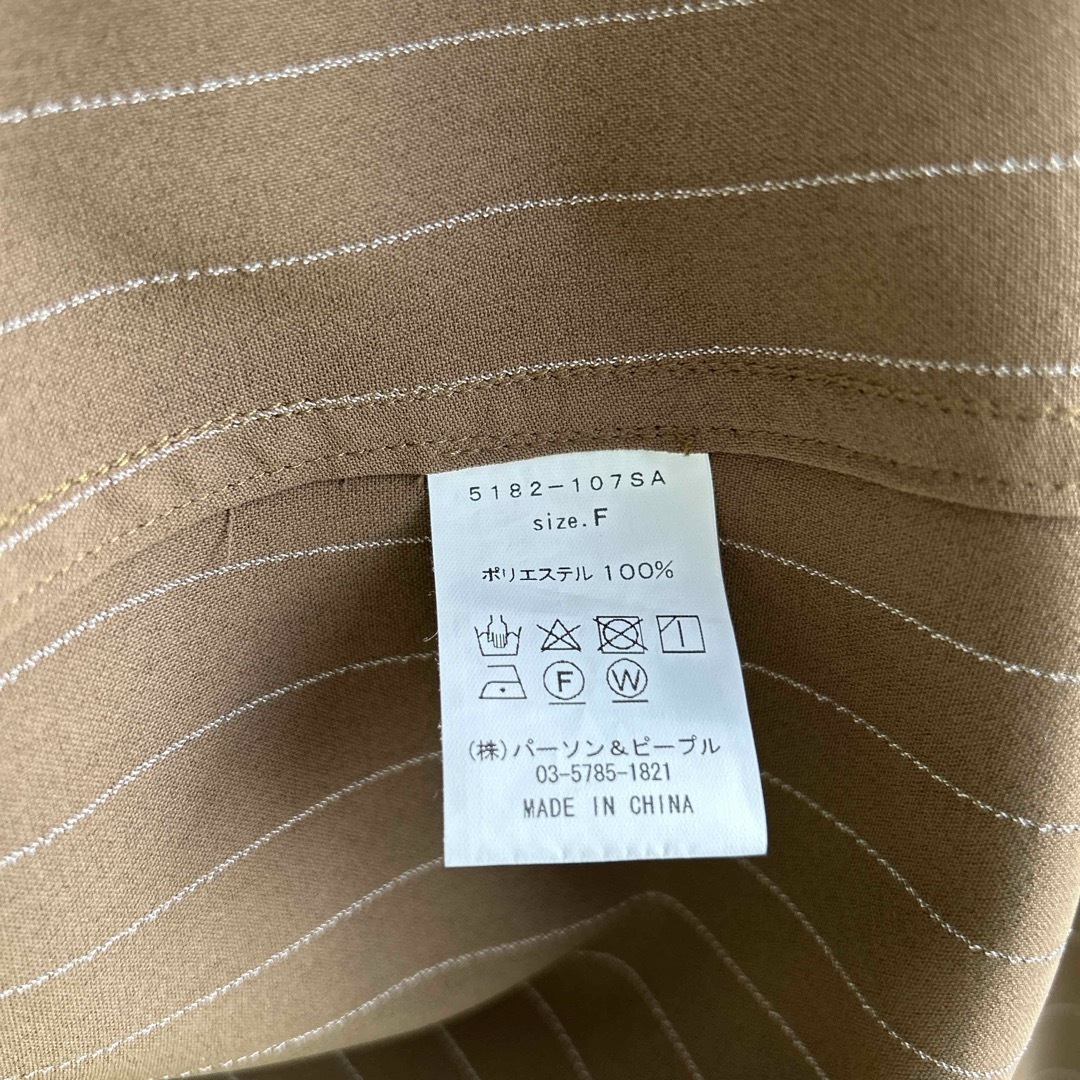 5182-107SA
size.F
ポリエステル 100%
F W
(株)パーソン&ピープル
03-5785-1821
MADE IN CHINA